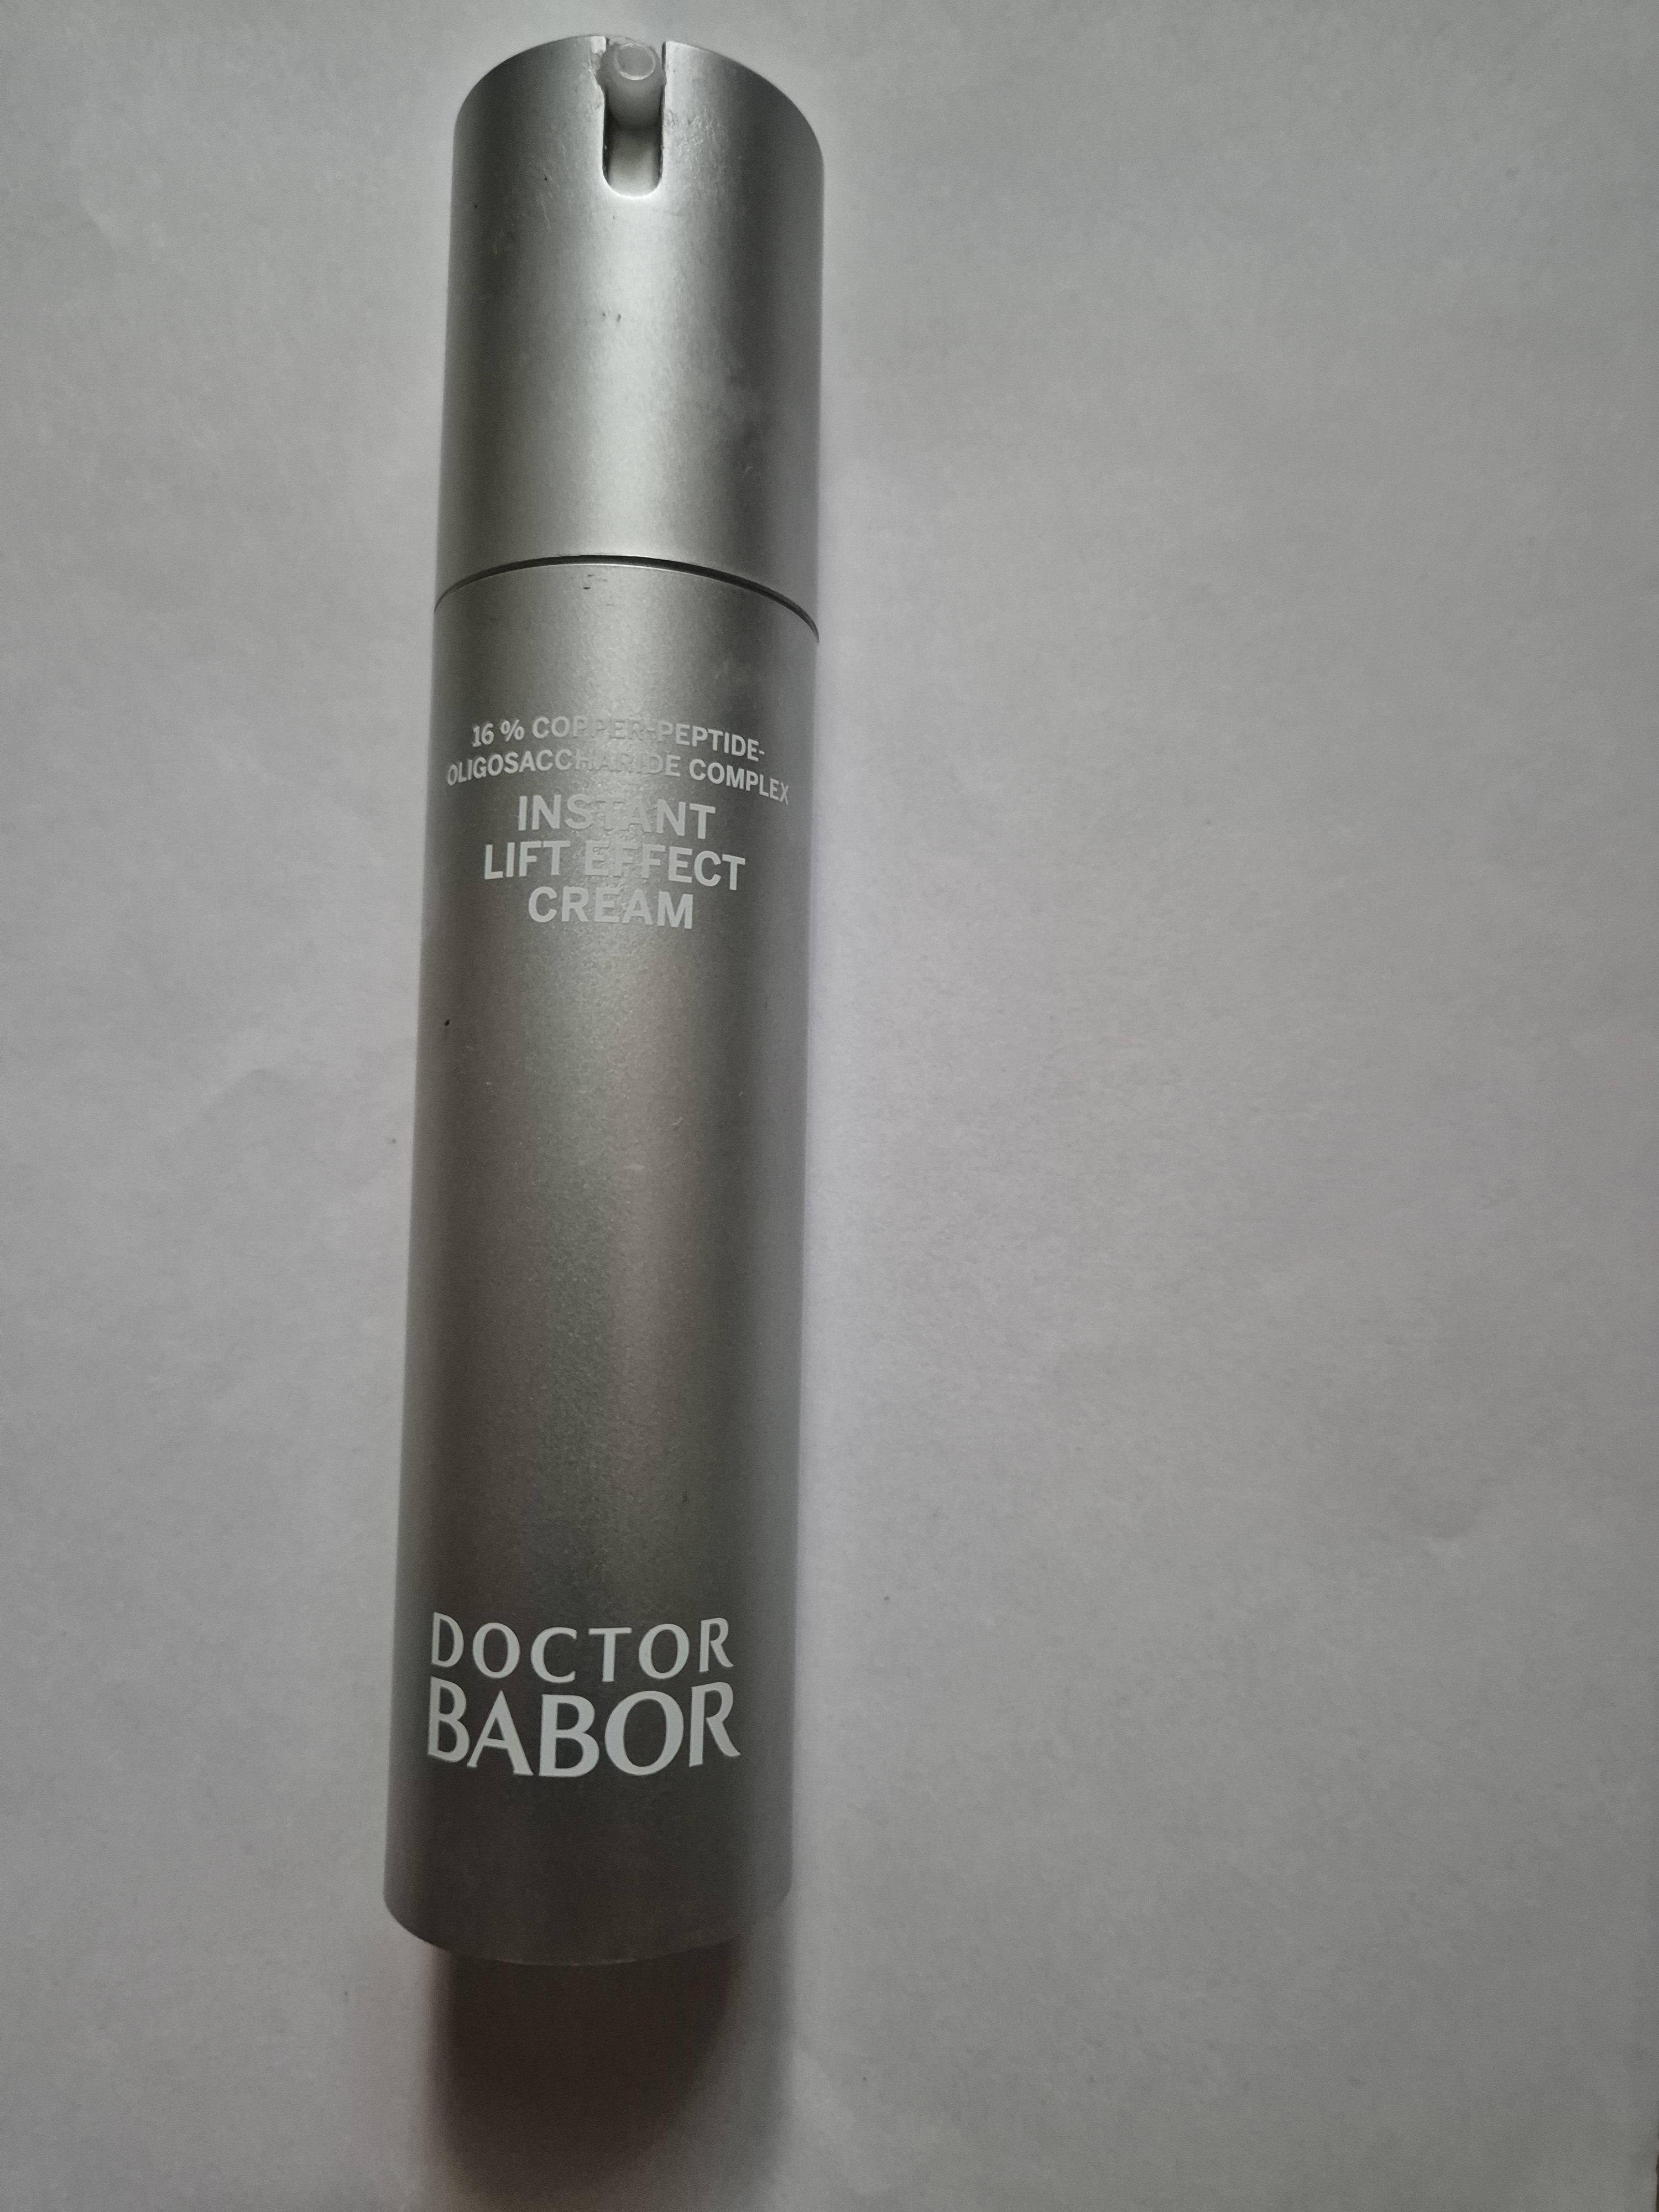 16 % COPPER-PEPTIDE-
OLIGOSACCHARIDE COMPLEX
INSTANT
LIFT EFFECT
CREAM
DOCTOR
BABOR